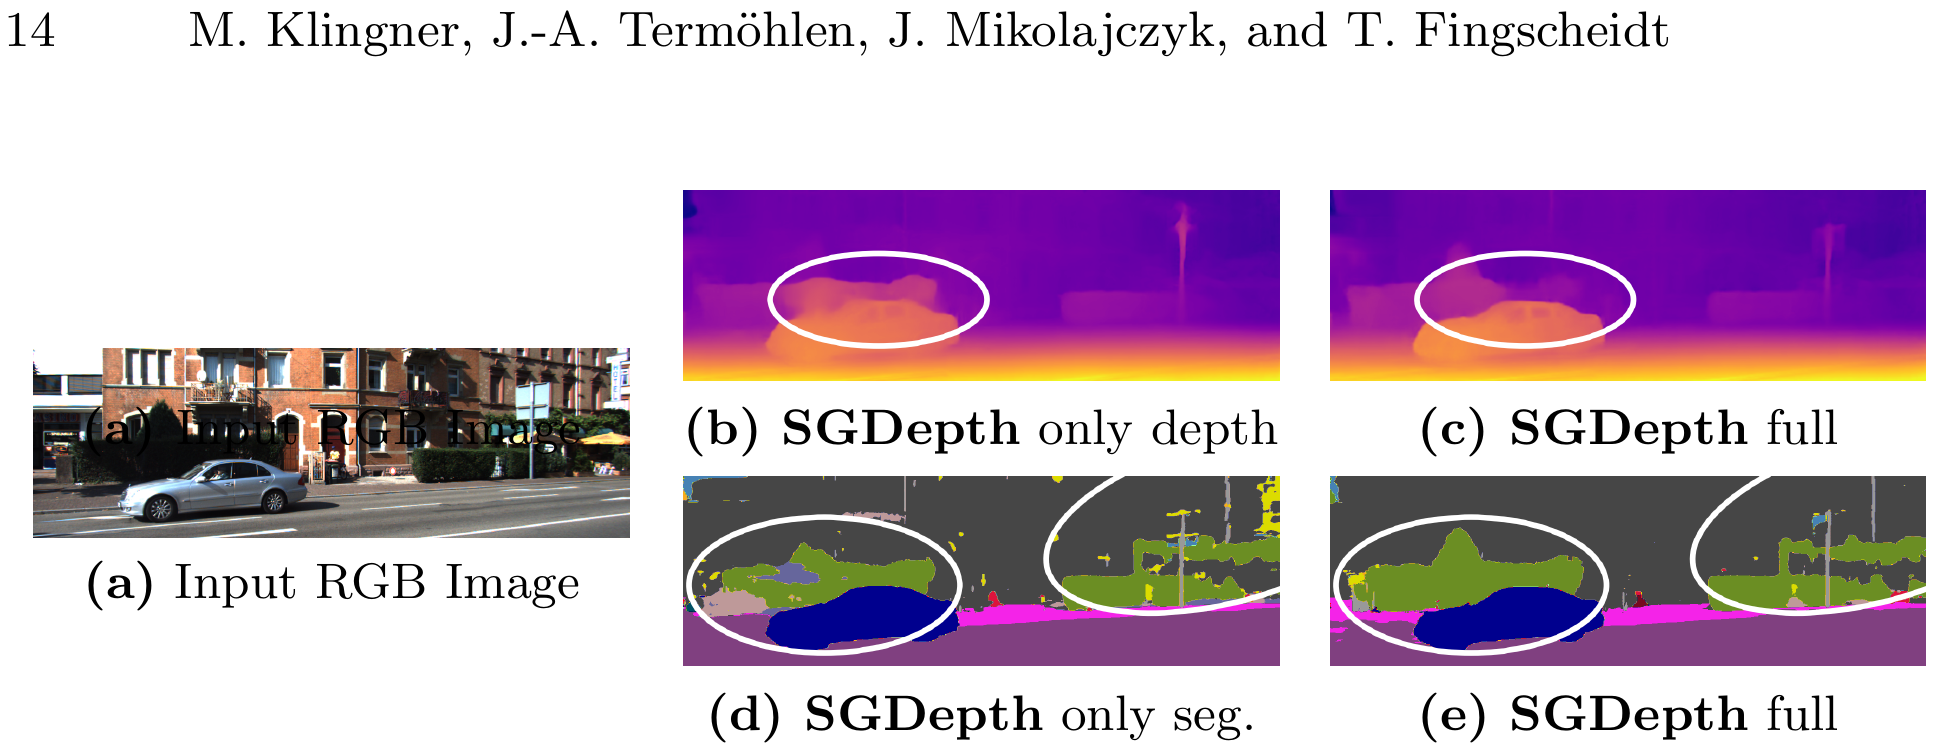 14 M. Klingner, J.-A. Termöhlen, J. Mikolajczyk, and T. Fingscheidt
(a) Input RGB Image
(b) SGDepth only depth
(c) SGDepth full
(a) Input RGB Image
(d) SGDepth only seg.
(e) SGDepth full